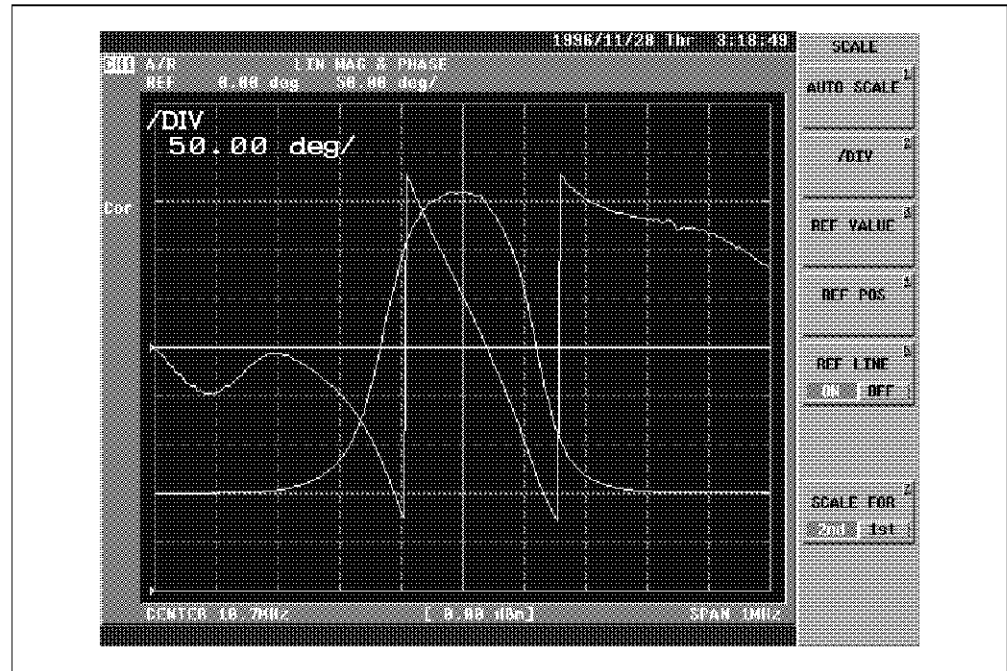 1996/11/28 Thr 3:18:49
CH1 A/R LIN MAG & PHASE
REF 0.00 deg 50.00 deg/
/DIV
50.00 deg/
Cor
CENTER 10.7MHz [ 0.00 dBm] SPAN 1MHz
SCALE
AUTO SCALE
/DIV
REF VALUE
REF POS
REF LINE
ON OFF
SCALE FOR
2nd 1st